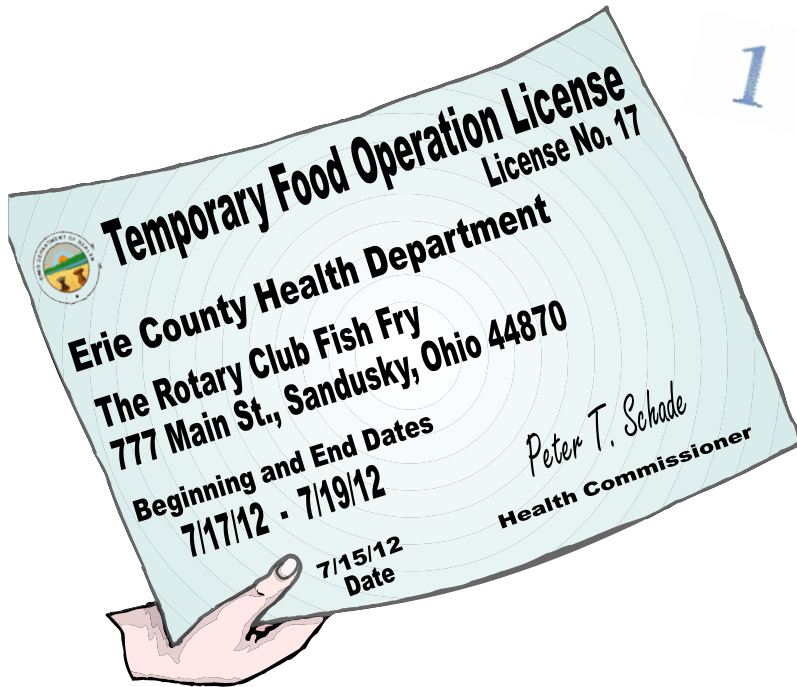 1
Temporary Food Operation License
License No. 17
Erie County Health Department
The Rotary Club Fish Fry
777 Main St., Sandusky, Ohio 44870
Beginning and End Dates
7/17/12 - 7/19/12
Peter T. Schade
Health Commissioner
7/15/12
Date